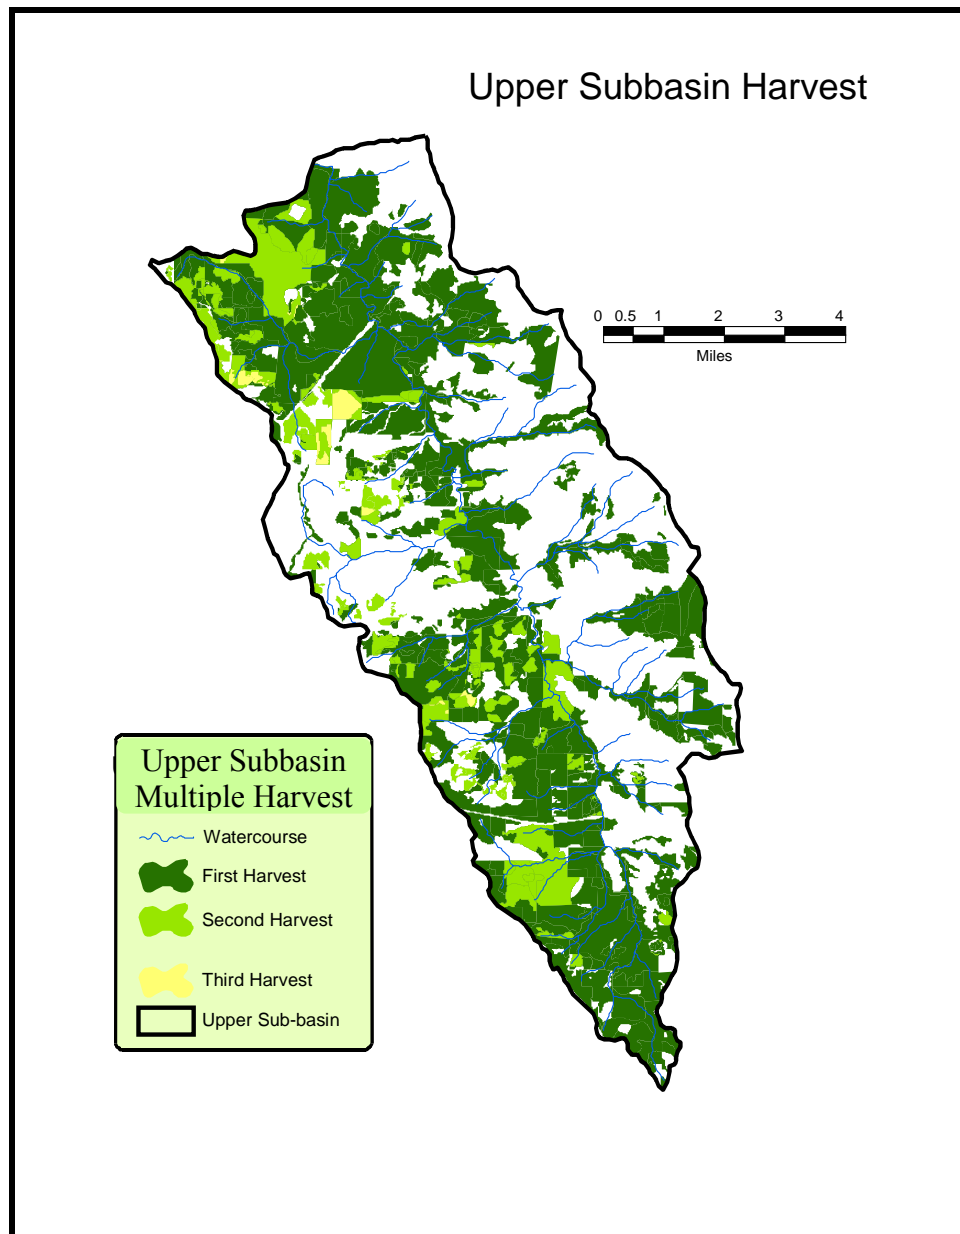 Upper Subbasin Harvest
0 0.5 1 2 3 4
Miles
Upper Subbasin
Multiple Harvest
Watercourse
First Harvest
Second Harvest
Third Harvest
Upper Sub-basin